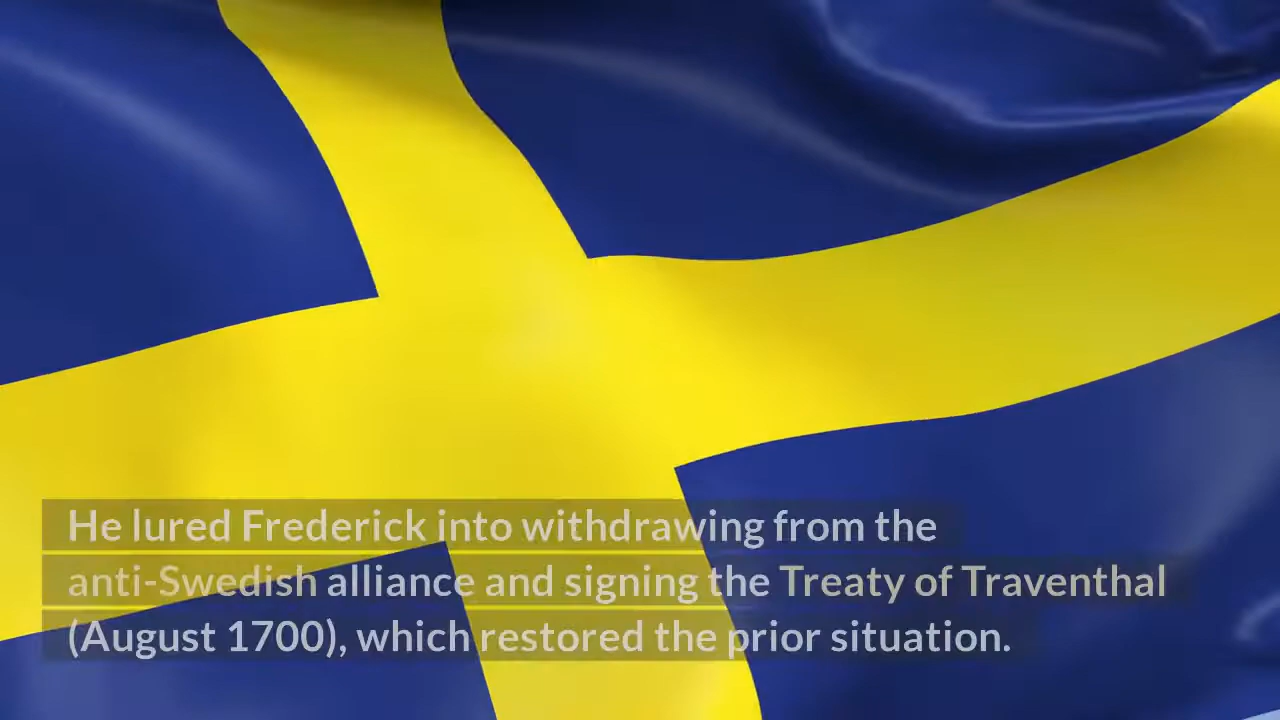 He lured Frederick into withdrawing from the
anti-Swedish alliance and signing the Treaty of Traventhal
(August 1700), which restored the prior situation.